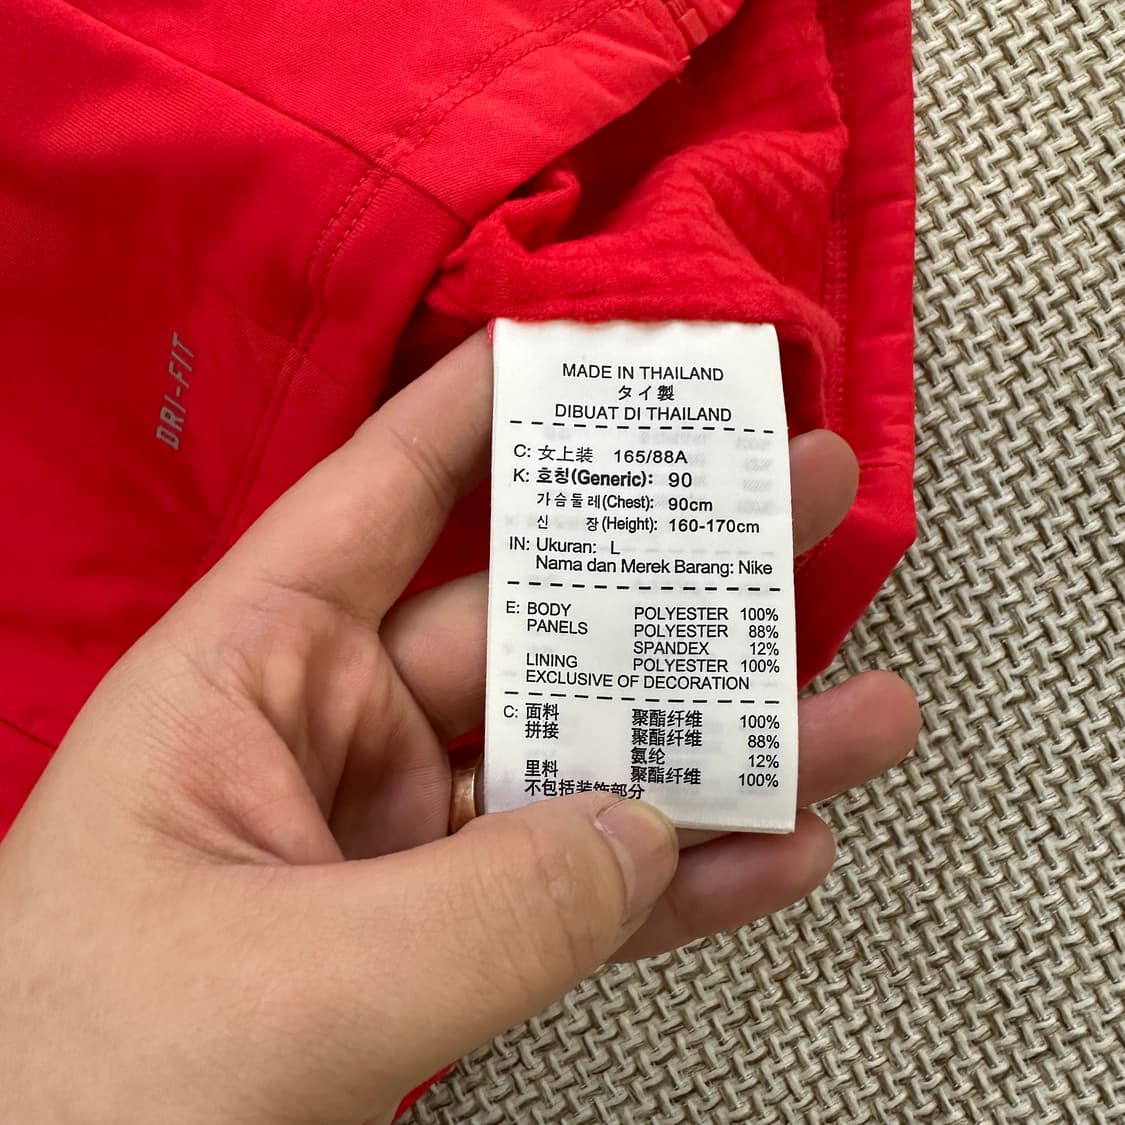 DRI-FIT
MADE IN THAILAND
タイ製
DIBUAT DI THAILAND
C: 女上装 165/88A
K: 호칭(Generic): 90
가슴둘레(Chest): 90cm
신 장(Height): 160-170cm
IN: Ukuran: L
Nama dan Merek Barang: Nike
E: BODY POLYESTER 100%
PANELS POLYESTER 88%
SPANDEX 12%
LINING POLYESTER 100%
EXCLUSIVE OF DECORATION
C: 面料 聚酯纤维 100%
拼接 聚酯纤维 88%
氨纶 12%
里料 聚酯纤维 100%
不包括装饰部分